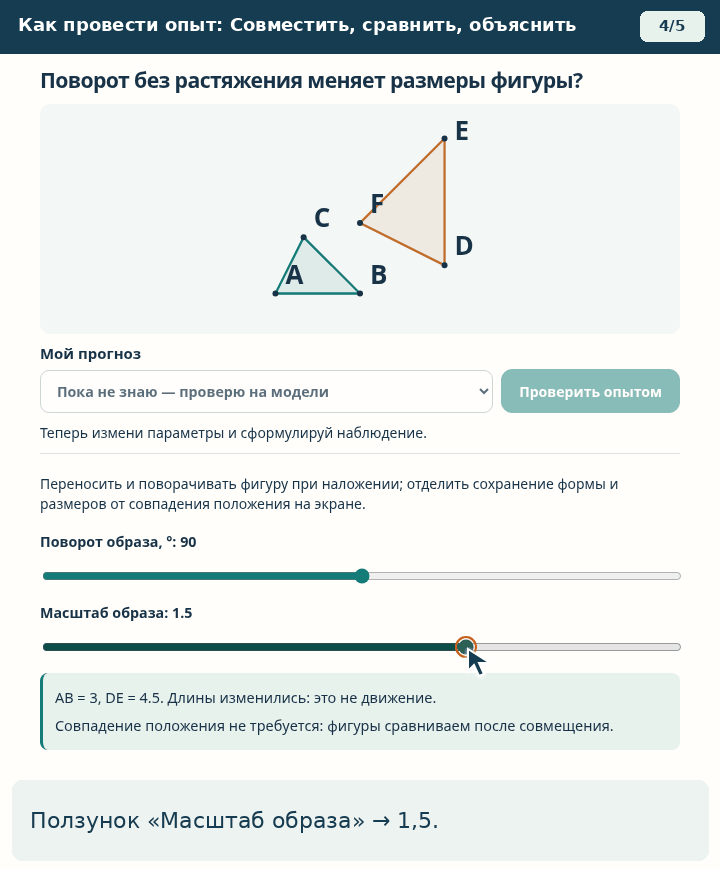 Как провести опыт: Совместить, сравнить, объяснить
4/5
Поворот без растяжения меняет размеры фигуры?
E
F
C
D
A
B
Мой прогноз
Пока не знаю — проверю на модели
Проверить опытом
Теперь измени параметры и сформулируй наблюдение.
Переносить и поворачивать фигуру при наложении; отделить сохранение формы и
размеров от совпадения положения на экране.
Поворот образа, °: 90
Масштаб образа: 1.5
AB = 3, DE = 4.5. Длины изменились: это не движение.
Совпадение положения не требуется: фигуры сравниваем после совмещения.
Ползунок «Масштаб образа» → 1,5.